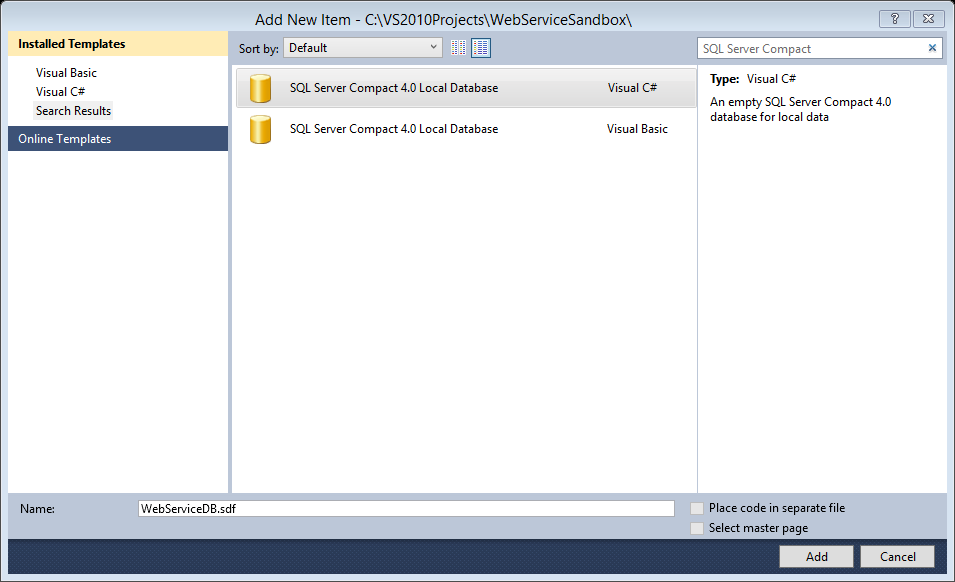 Add New Item - C:\VS2010Projects\WebServiceSandbox\
Installed Templates
Visual Basic
Visual C#
Search Results
Online Templates
Sort by: Default
SQL Server Compact
SQL Server Compact 4.0 Local Database Visual C#
SQL Server Compact 4.0 Local Database Visual Basic
Type: Visual C#
An empty SQL Server Compact 4.0
database for local data
Name: WebServiceDB.sdf
Place code in separate file
Select master page
Add Cancel